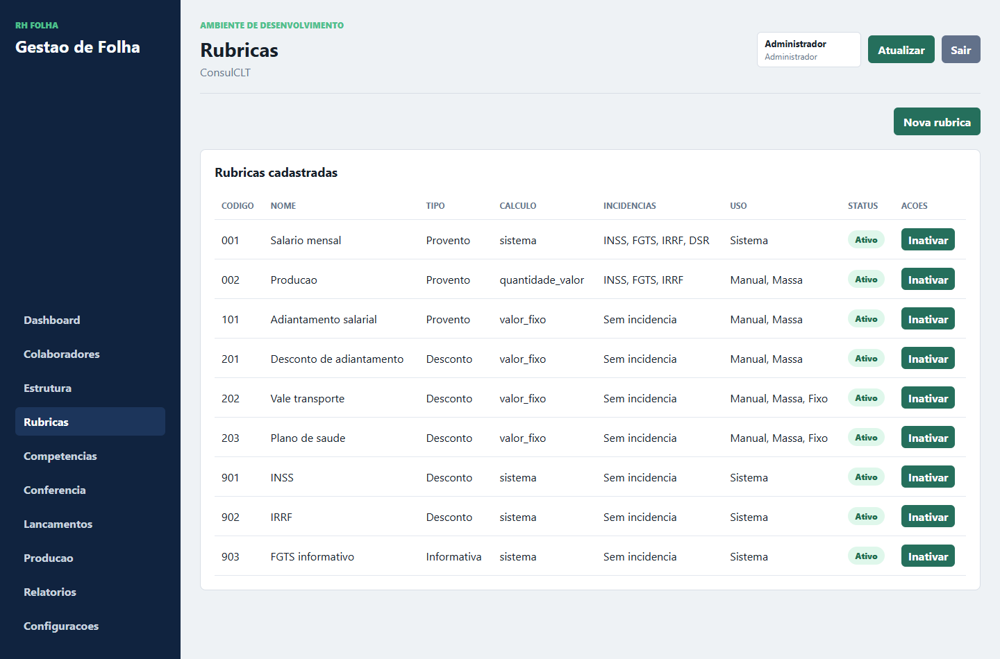 RH FOLHA
Gestao de Folha
Dashboard
Colaboradores
Estrutura
Rubricas
Competencias
Conferencia
Lancamentos
Producao
Relatorios
Configuracoes
AMBIENTE DE DESENVOLVIMENTO
Rubricas
ConsulCLT
Administrador
Administrador
Atualizar
Sair
Nova rubrica
Rubricas cadastradas
CODIGO NOME TIPO CALCULO INCIDENCIAS USO STATUS ACOES
001 Salario mensal Provento sistema INSS, FGTS, IRRF, DSR Sistema Ativo Inativar
002 Producao Provento quantidade_valor INSS, FGTS, IRRF Manual, Massa Ativo Inativar
101 Adiantamento salarial Provento valor_fixo Sem incidencia Manual, Massa Ativo Inativar
201 Desconto de adiantamento Desconto valor_fixo Sem incidencia Manual, Massa Ativo Inativar
202 Vale transporte Desconto valor_fixo Sem incidencia Manual, Massa, Fixo Ativo Inativar
203 Plano de saude Desconto valor_fixo Sem incidencia Manual, Massa, Fixo Ativo Inativar
901 INSS Desconto sistema Sem incidencia Sistema Ativo Inativar
902 IRRF Desconto sistema Sem incidencia Sistema Ativo Inativar
903 FGTS informativo Informativa sistema Sem incidencia Sistema Ativo Inativar